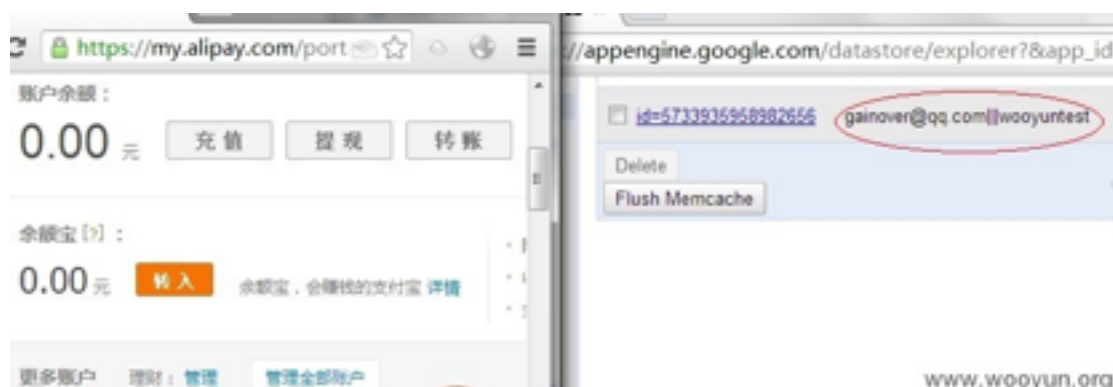 https://my.alipay.com/port
账户余额：
0.00 元 充值 提现 转账
余额宝 [?] ：
0.00 元 转入 余额宝，会赚钱的支付宝 详情
更多账户 理财： 管理 管理全部账户
://appengine.google.com/datastore/explorer?&app_id
id=5733935958982656 gainover@qq.com||wooyuntest
Delete
Flush Memcache
www.wooyun.org